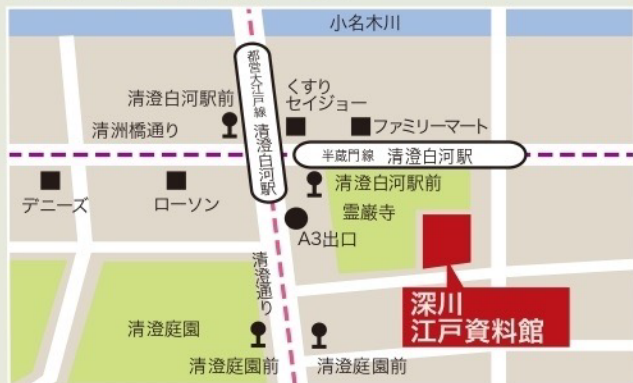 小名木川
都営大江戸線 清澄白河駅
くすり
セイジョー
清澄白河駅前
清洲橋通り
ファミリーマート
半蔵門線 清澄白河駅
デニーズ
ローソン
清澄白河駅前
霊巌寺
A3出口
清澄通り
深川
江戸資料館
清澄庭園
清澄庭園前
清澄庭園前